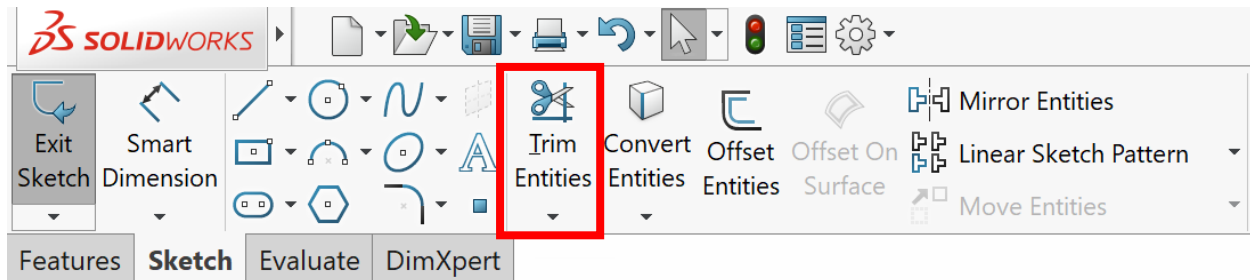 SOLIDWORKS
Exit Sketch
Smart Dimension
Trim Entities
Convert Entities
Offset Entities
Offset On Surface
Mirror Entities
Linear Sketch Pattern
Move Entities
Features Sketch Evaluate DimXpert